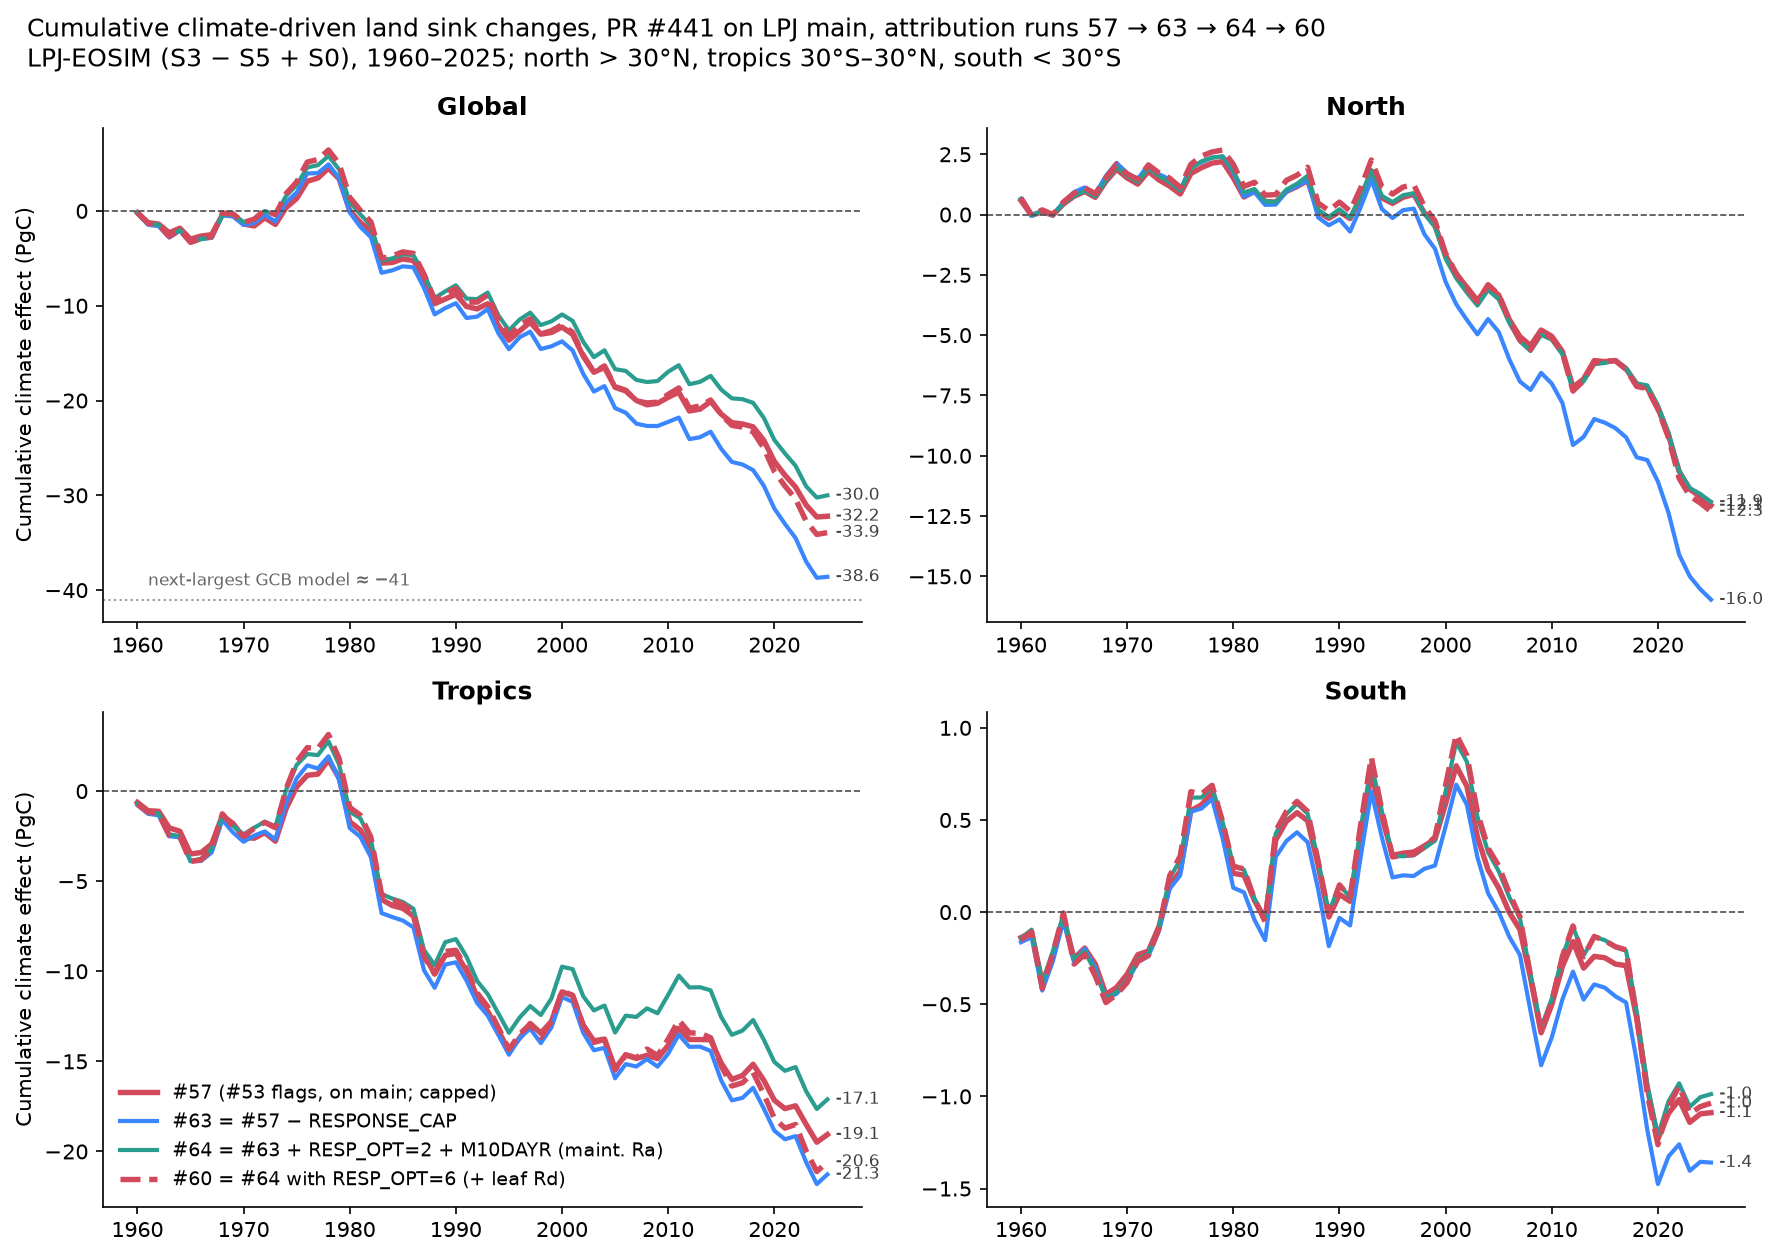 Cumulative climate-driven land sink changes, PR #441 on LPJ main, attribution runs 57 → 63 → 64 → 60
LPJ-EOSIM (S3 − S5 + S0), 1960–2025; north > 30°N, tropics 30°S–30°N, south < 30°S
Global
Cumulative climate effect (PgC)
0
−10
−20
−30
−40
-30.0
-32.2
-33.9
-38.6
next-largest GCB model ≈ −41
1960 1970 1980 1990 2000 2010 2020
North
2.5
0.0
−2.5
−5.0
−7.5
−10.0
−12.5
−15.0
-11.9
-12.3
-16.0
1960 1970 1980 1990 2000 2010 2020
Tropics
Cumulative climate effect (PgC)
0
−5
−10
−15
−20
-17.1
-19.1
-20.6
-21.3
#57 (#53 flags, on main; capped)
#63 = #57 − RESPONSE_CAP
#64 = #63 + RESP_OPT=2 + M10DAYR (maint. Ra)
#60 = #64 with RESP_OPT=6 (+ leaf Rd)
1960 1970 1980 1990 2000 2010 2020
South
1.0
0.5
0.0
−0.5
−1.0
−1.5
-1.0
-1.0
-1.1
-1.4
1960 1970 1980 1990 2000 2010 2020